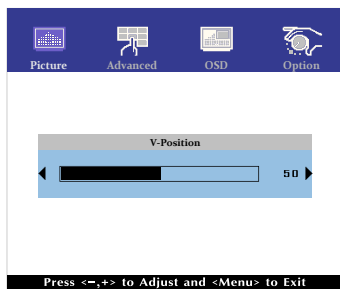 Picture Advanced OSD Option
V-Position
50
Press <−,+> to Adjust and <Menu> to Exit